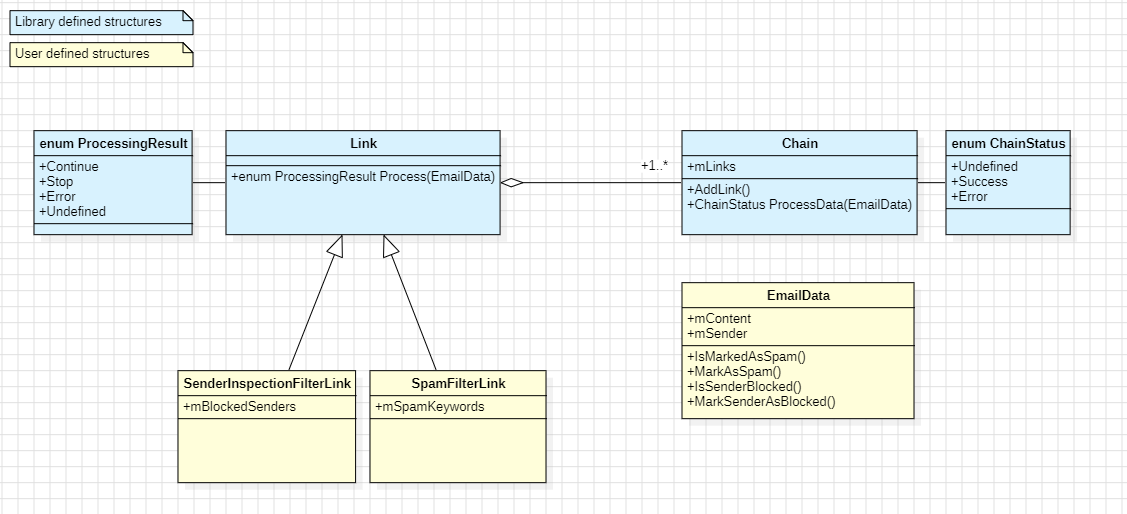 Library defined structures
User defined structures
enum ProcessingResult
+Continue
+Stop
+Error
+Undefined
Link
+enum ProcessingResult Process(EmailData)
+1..*
Chain
+mLinks
+AddLink()
+ChainStatus ProcessData(EmailData)
enum ChainStatus
+Undefined
+Success
+Error
EmailData
+mContent
+mSender
+IsMarkedAsSpam()
+MarkAsSpam()
+IsSenderBlocked()
+MarkSenderAsBlocked()
SenderInspectionFilterLink
+mBlockedSenders
SpamFilterLink
+mSpamKeywords